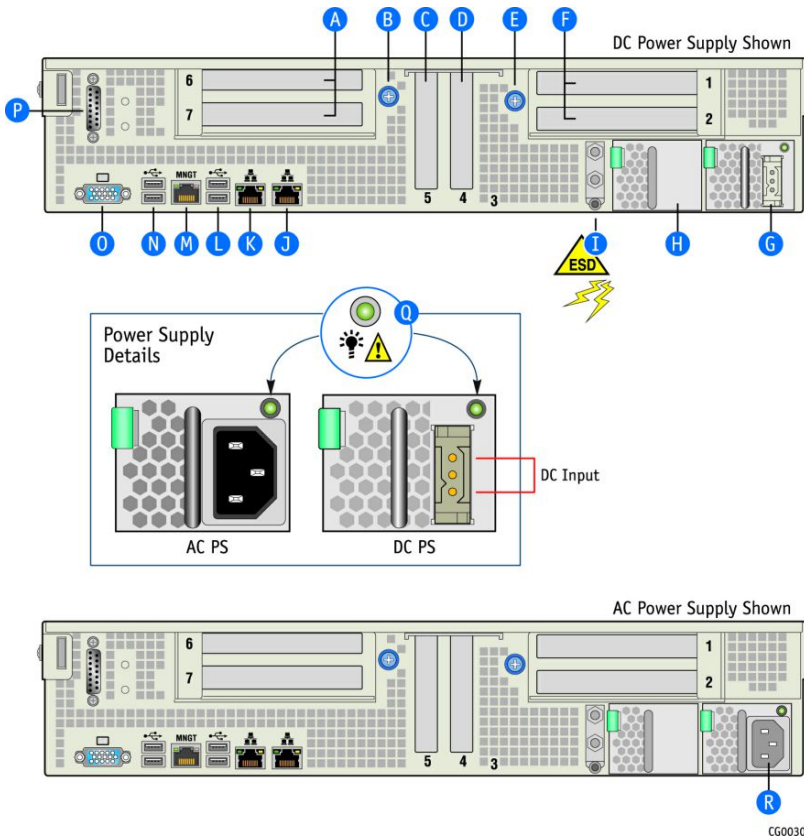 A B C D E F
DC Power Supply Shown
P
6
7
1
2
MNGT
5 4 3
O N M L K J I H G
ESD
Power Supply
Details
Q
DC Input
AC PS
DC PS
AC Power Supply Shown
6
7
1
2
MNGT
5 4 3
R
CG0030